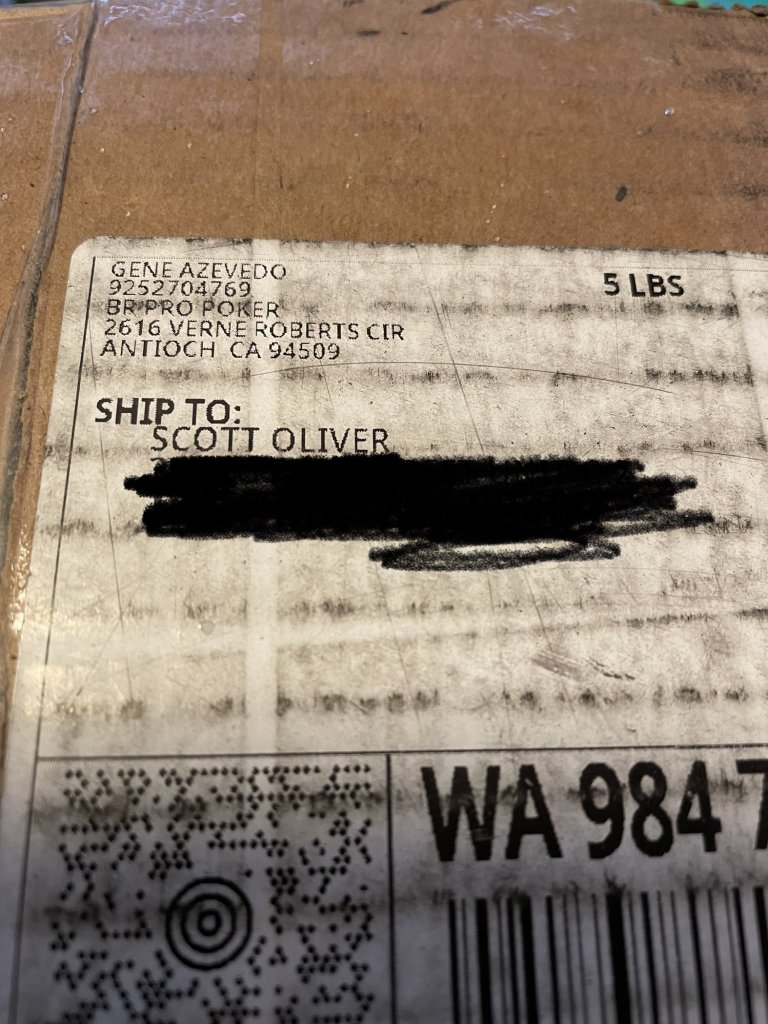 GENE AZEVEDO
9252704769
BR PRO POKER
2616 VERNE ROBERTS CIR
ANTIOCH CA 94509
5 LBS
SHIP TO:
SCOTT OLIVER
WA 984